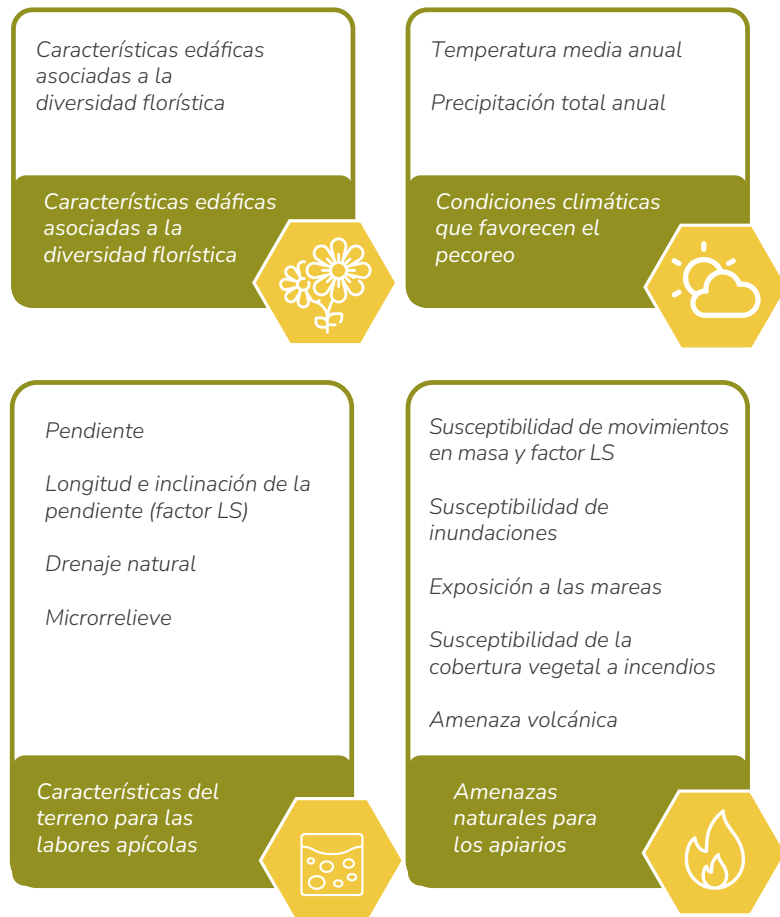 Características edáficas
asociadas a la
diversidad florística
Características edáficas
asociadas a la
diversidad florística
Temperatura media anual
Precipitación total anual
Condiciones climáticas
que favorecen el
pecoreo
Pendiente
Longitud e inclinación de la
pendiente (factor LS)
Drenaje natural
Microrrelieve
Características del
terreno para las
labores apícolas
Susceptibilidad de movimientos
en masa y factor LS
Susceptibilidad de
inundaciones
Exposición a las mareas
Susceptibilidad de la
cobertura vegetal a incendios
Amenaza volcánica
Amenazas
naturales para
los apiarios